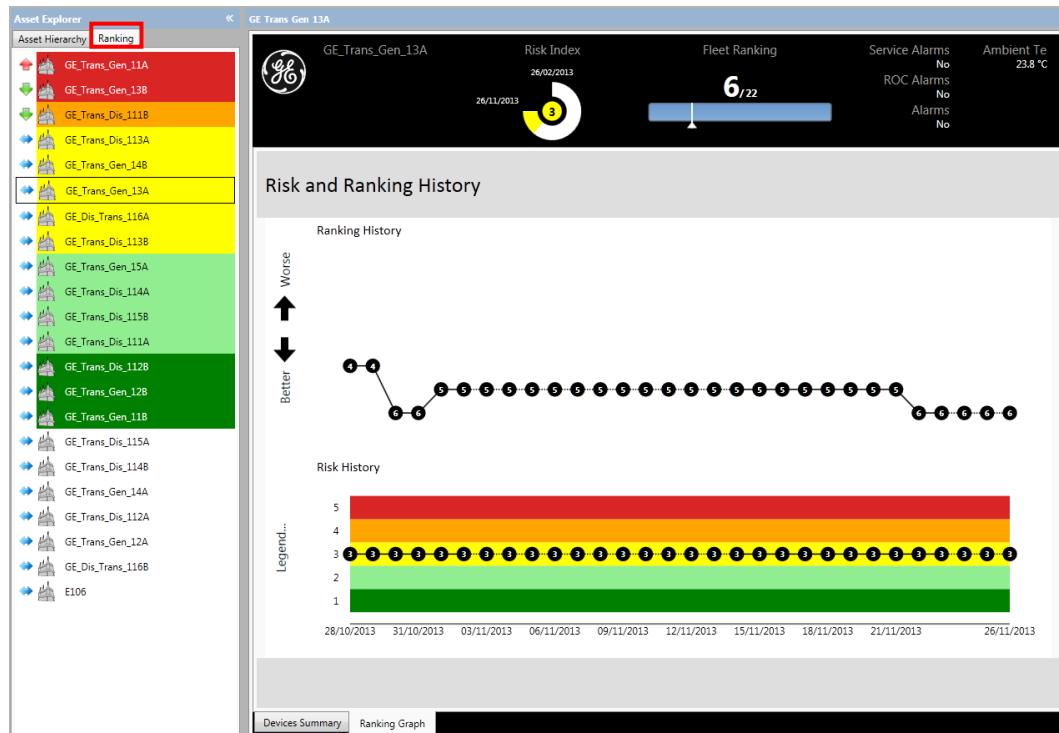 Asset Explorer
«
GE Trans Gen 13A
Asset Hierarchy
Ranking
GE_Trans_Gen_11A
GE_Trans_Gen_13B
GE_Trans_Dis_111B
GE_Trans_Dis_113A
GE_Trans_Gen_14B
GE_Trans_Gen_13A
GE_Dis_Trans_116A
GE_Trans_Dis_113B
GE_Trans_Gen_15A
GE_Trans_Dis_114A
GE_Trans_Dis_115B
GE_Trans_Dis_111A
GE_Trans_Dis_112B
GE_Trans_Gen_12B
GE_Trans_Gen_11B
GE_Trans_Dis_115A
GE_Trans_Dis_114B
GE_Trans_Gen_14A
GE_Trans_Dis_112A
GE_Trans_Gen_12A
GE_Dis_Trans_116B
E106
GE
GE_Trans_Gen_13A
Risk Index
26/02/2013
26/11/2013
3
Fleet Ranking
6/22
Service Alarms
No
ROC Alarms
No
Alarms
No
Ambient Te
23.8 °C
Risk and Ranking History
Ranking History
Worse
Better
4 4 6 6 5 5 5 5 5 5 5 5 5 5 5 5 5 5 5 5 5 5 5 5 5 6 6 6 6 6
Risk History
Legend...
5
4
3 3 3 3 3 3 3 3 3 3 3 3 3 3 3 3 3 3 3 3 3 3 3 3 3 3 3 3 3 3 3
2
1
28/10/2013 31/10/2013 03/11/2013 06/11/2013 09/11/2013 12/11/2013 15/11/2013 18/11/2013 21/11/2013 26/11/2013
Devices Summary
Ranking Graph